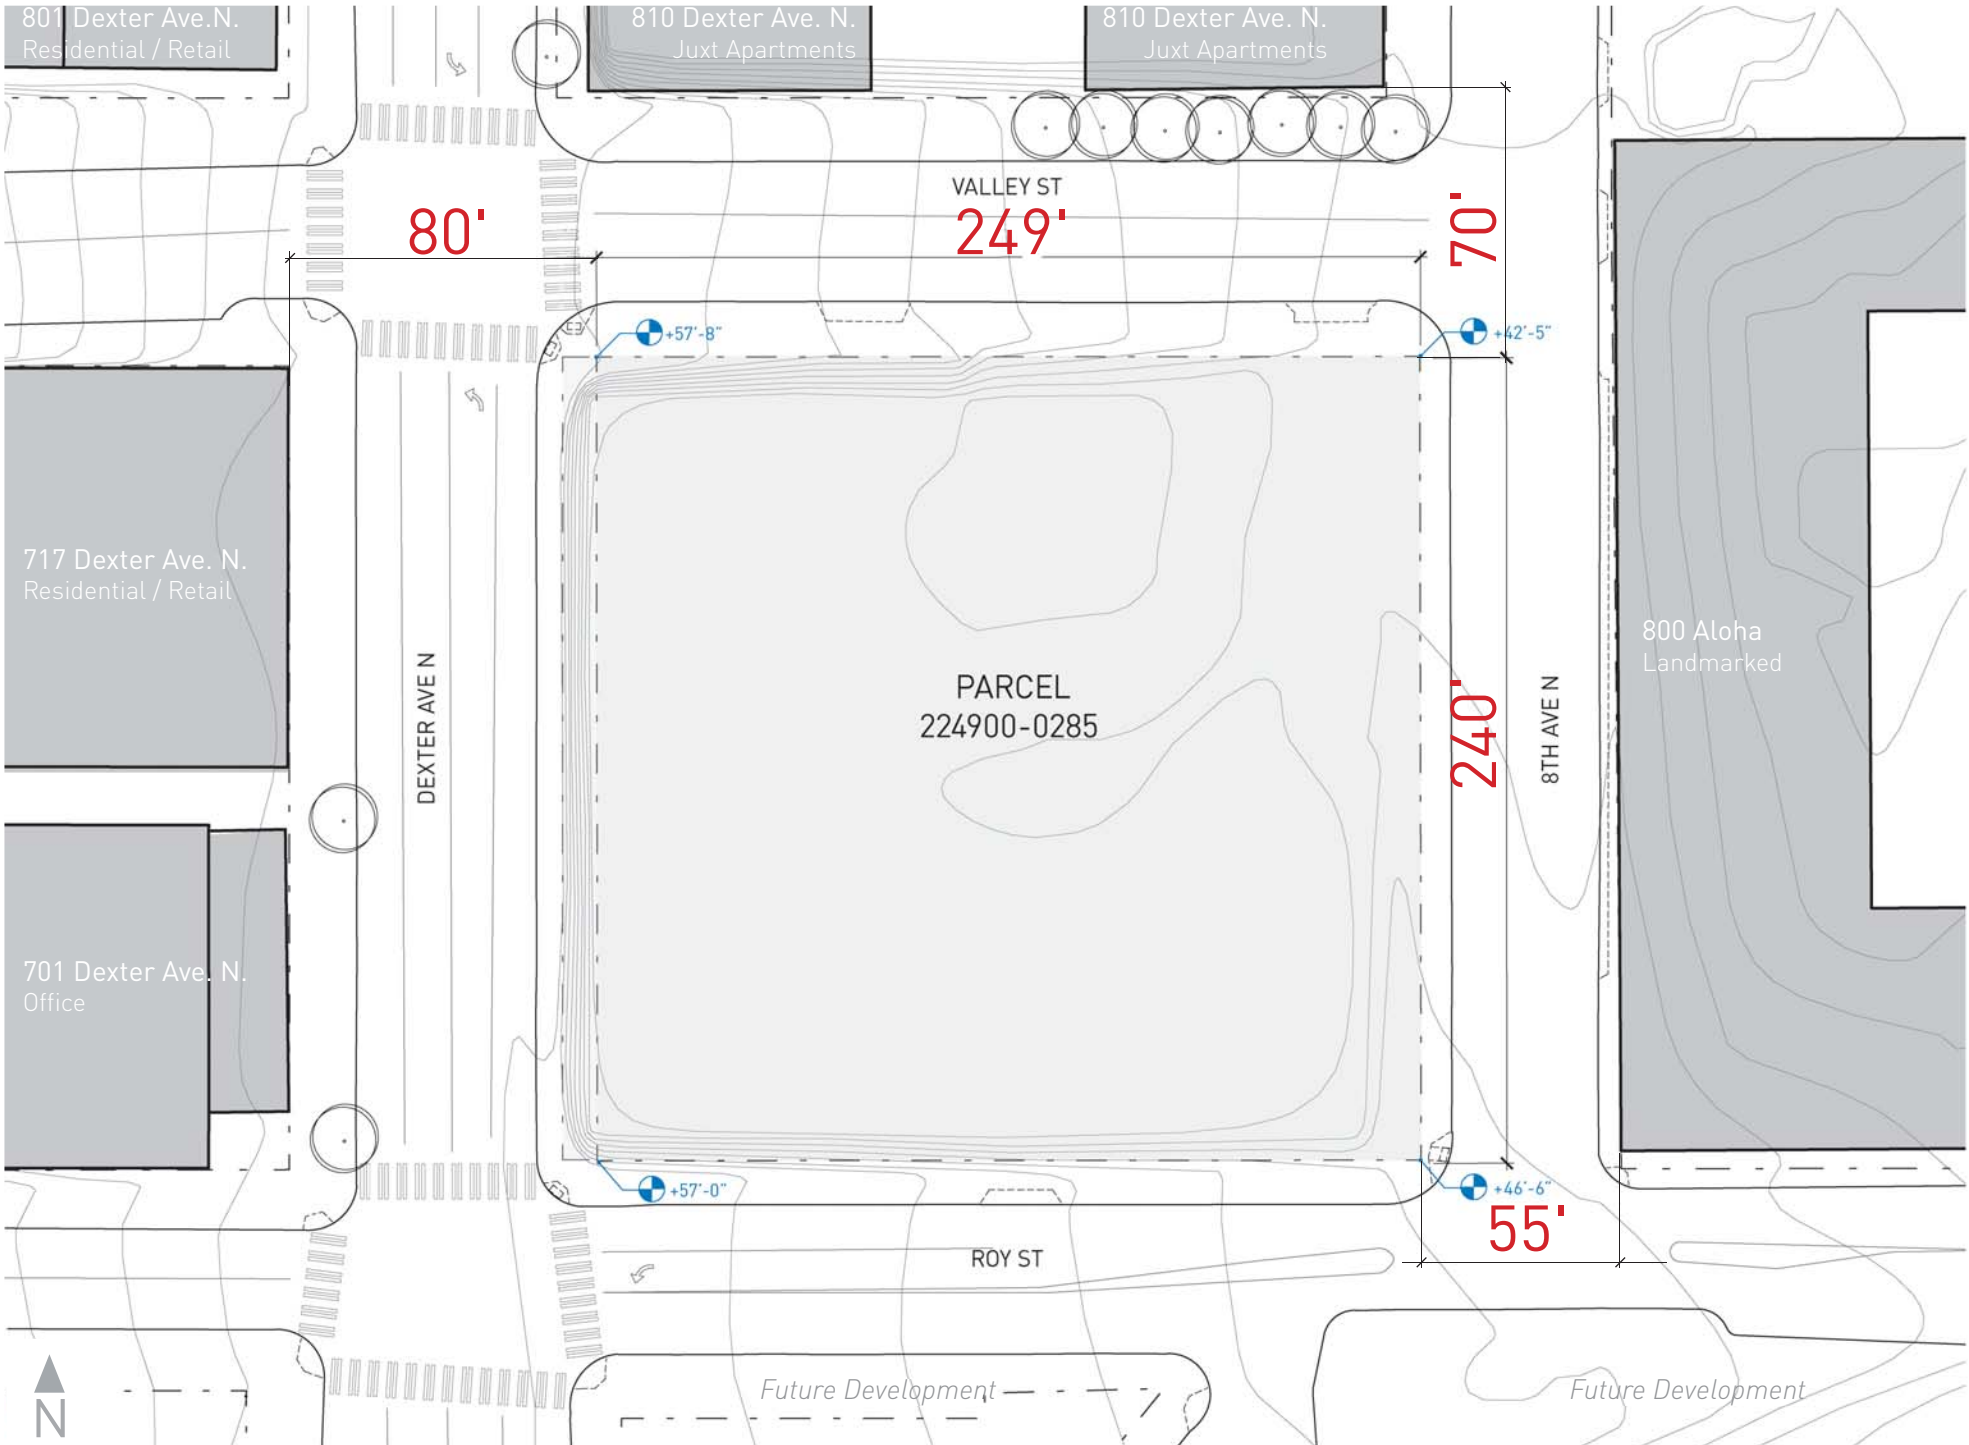 801 Dexter Ave.N.
Residential / Retail
810 Dexter Ave. N.
Juxt Apartments
810 Dexter Ave. N.
Juxt Apartments
VALLEY ST
80'
249'
70'
+57'-8"
+42'-5"
717 Dexter Ave. N.
Residential / Retail
DEXTER AVE N
PARCEL
224900-0285
240'
8TH AVE N
800 Aloha
Landmarked
701 Dexter Ave. N.
Office
+57'-0"
+46'-6"
55'
ROY ST
Future Development
Future Development
N